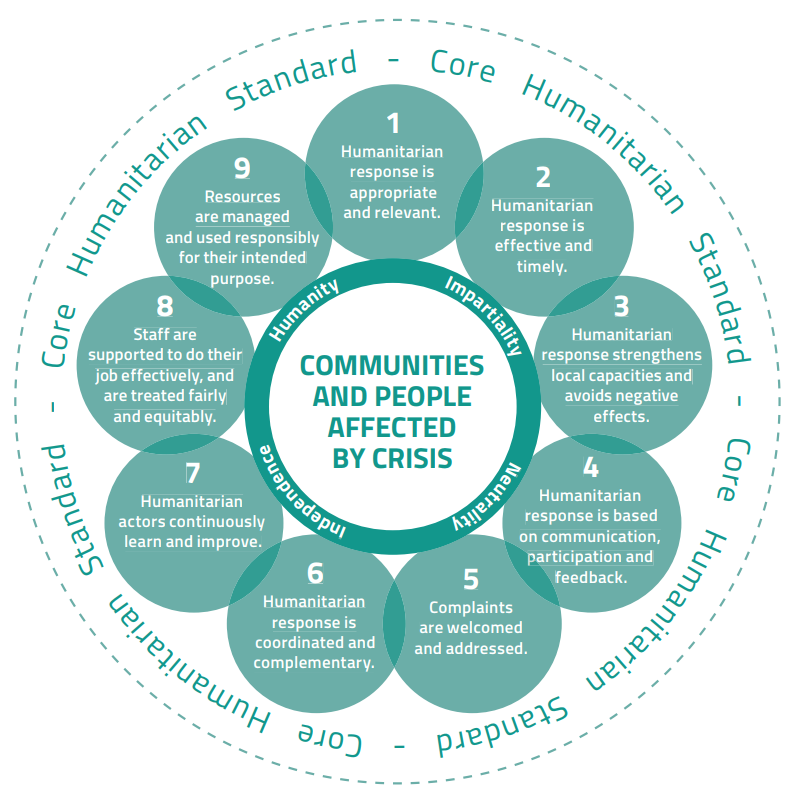 Core Humanitarian Standard - Core Humanitarian Standard - Core Humanitarian Standard - Core Humanitarian Standard -
1
Humanitarian
response is
appropriate
and relevant.
2
Humanitarian
response is
effective and
timely.
3
Humanitarian
response strengthens
local capacities and
avoids negative
effects.
4
Humanitarian
response is based
on communication,
participation and
feedback.
5
Complaints
are welcomed
and addressed.
6
Humanitarian
response is
coordinated and
complementary.
7
Humanitarian
actors continuously
learn and improve.
8
Staff are
supported to do their
job effectively, and
are treated fairly
and equitably.
9
Resources
are managed
and used responsibly
for their intended
purpose.
Humanity
Impartiality
Neutrality
Independence
COMMUNITIES
AND PEOPLE
AFFECTED
BY CRISIS